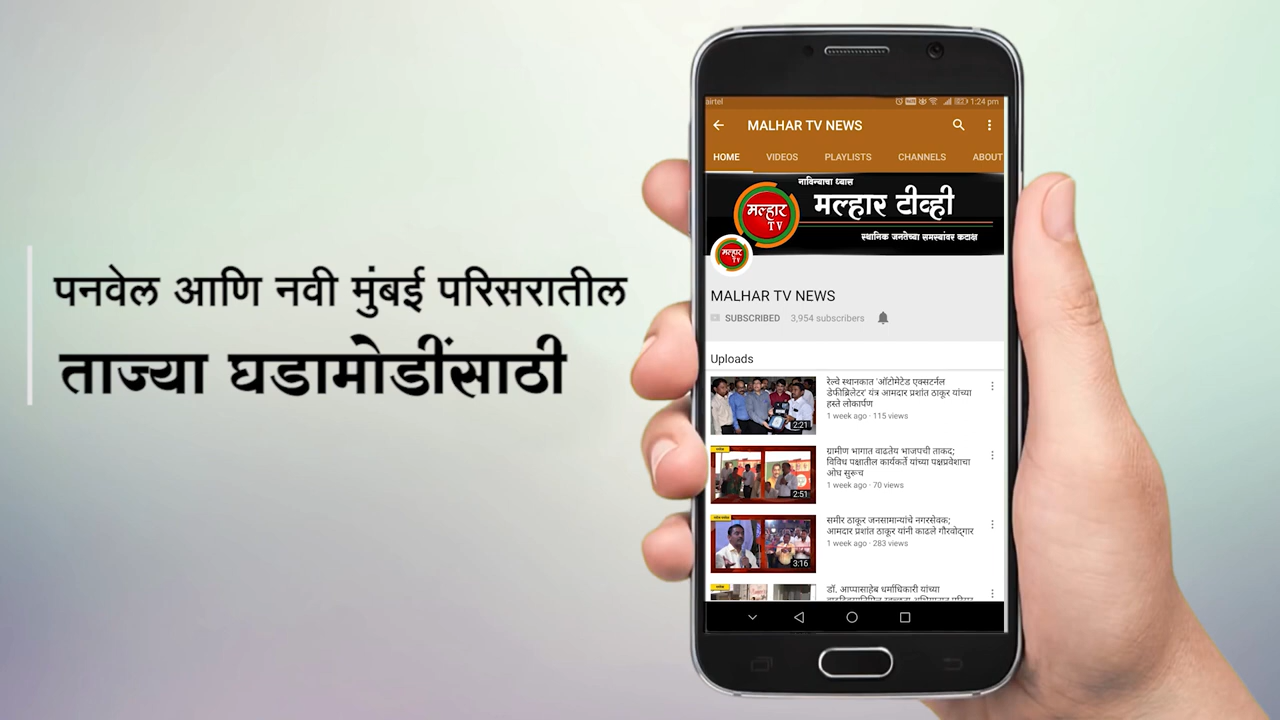 पनवेल आणि नवी मुंबई परिसरातील
ताज्या घडामोडींसाठी
airtel
1:24 pm
MALHAR TV NEWS
HOME VIDEOS PLAYLISTS CHANNELS ABOUT
नाविन्याचा ध्यास
मल्हार टीव्ही
मल्हार
TV
स्थानिक जनतेच्या समस्यांवर कटाक्ष
मल्हार
TV
MALHAR TV NEWS
SUBSCRIBED 3,954 subscribers
Uploads
रेल्वे स्थानकात 'ऑटोमेटेड एक्सटर्नल
डेफीब्रिलेटर' यंत्र आमदार प्रशांत ठाकूर यांच्या
हस्ते लोकार्पण
1 week ago · 115 views
2:21
ग्रामीण भागात वाढतेय भाजपची ताकद;
विविध पक्षातील कार्यकर्ते यांच्या पक्षप्रवेशाचा
ओघ सुरूच
1 week ago · 70 views
2:51
समीर ठाकूर जनसामान्यांचे नगरसेवक;
आमदार प्रशांत ठाकूर यांनी काढले गौरवोद्गार
1 week ago · 283 views
3:16
डॉ. आप्पासाहेब धर्माधिकारी यांच्या